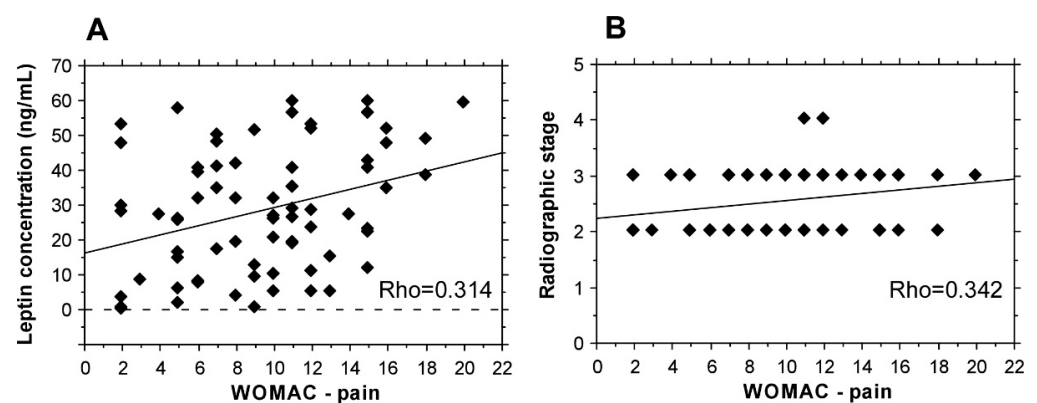 A
Leptin concentration (ng/mL)
70
60
50
40
30
20
10
0
Rho=0.314
0 2 4 6 8 10 12 14 16 18 20 22
WOMAC - pain
B
Radiographic stage
5
4
3
2
1
0
Rho=0.342
0 2 4 6 8 10 12 14 16 18 20 22
WOMAC - pain